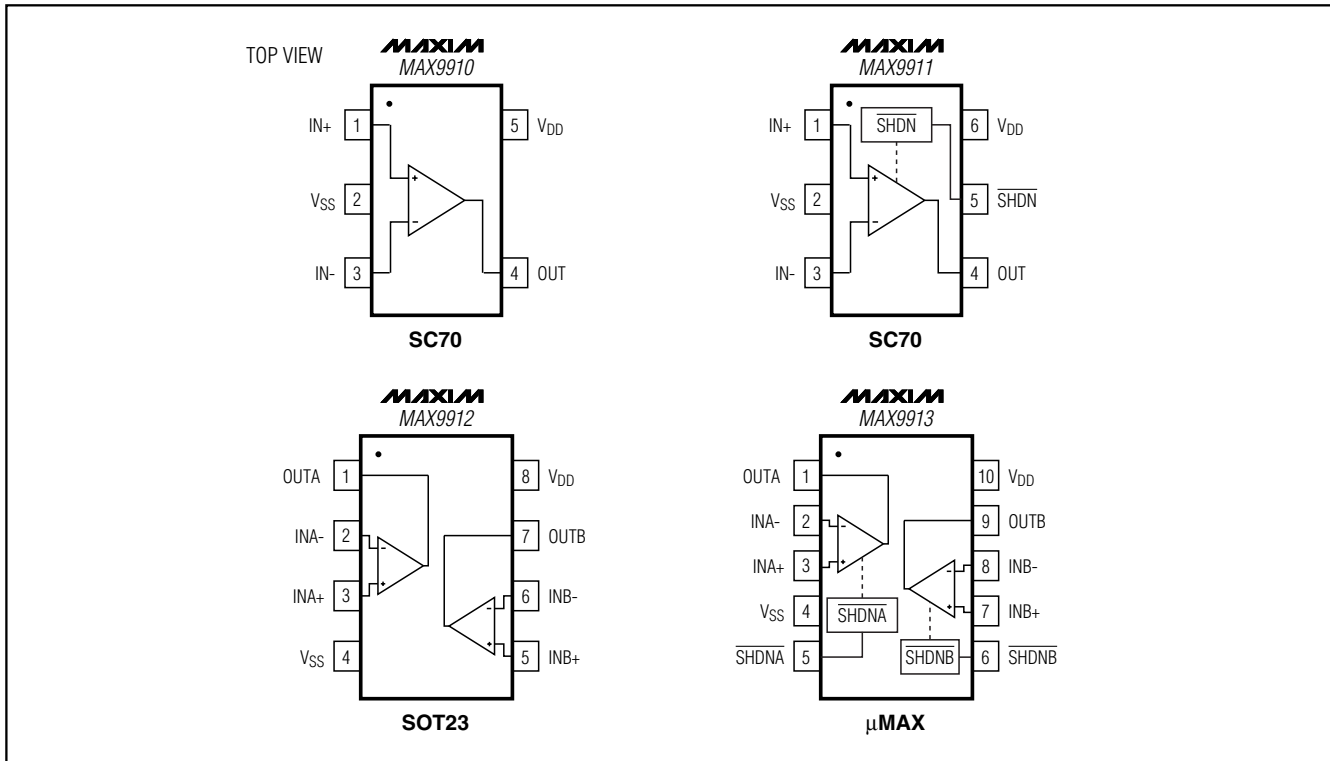 TOP VIEW
MAXIM
MAX9910
IN+ 1
5 VDD
VSS 2
IN- 3
4 OUT
+
-
SC70
MAXIM
MAX9911
IN+ 1
SHDN
6 VDD
VSS 2
5 SHDN
IN- 3
4 OUT
+
-
SC70
MAXIM
MAX9912
OUTA 1
8 VDD
INA- 2
7 OUTB
INA+ 3
6 INB-
VSS 4
5 INB+
-
+
-
+
SOT23
MAXIM
MAX9913
OUTA 1
10 VDD
INA- 2
9 OUTB
INA+ 3
8 INB-
VSS 4
7 INB+
SHDNA 5
6 SHDNB
-
+
-
+
SHDNA
SHDNB
µMAX